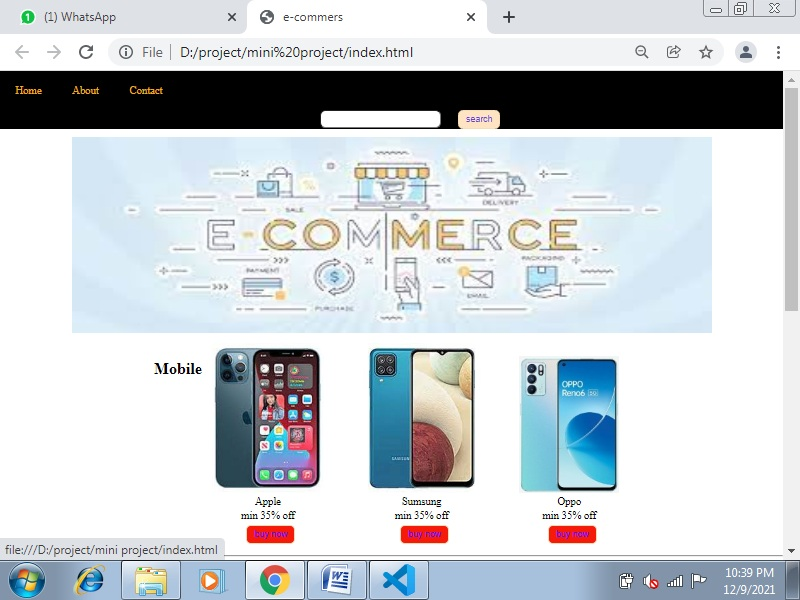 (1) WhatsApp
e-commers
File
D:/project/mini%20project/index.html
Home About Contact
search
SALE
DELIVERY
E-COMMERCE
PAYMENT
PACKAGING
PURCHASE
EMAIL
Mobile
SAMSUNG
OPPO
Reno6 5G
Apple Sumsung Oppo
min 35% off min 35% off min 35% off
buy now buy now buy now
file:///D:/project/mini project/index.html
10:39 PM
12/9/2021